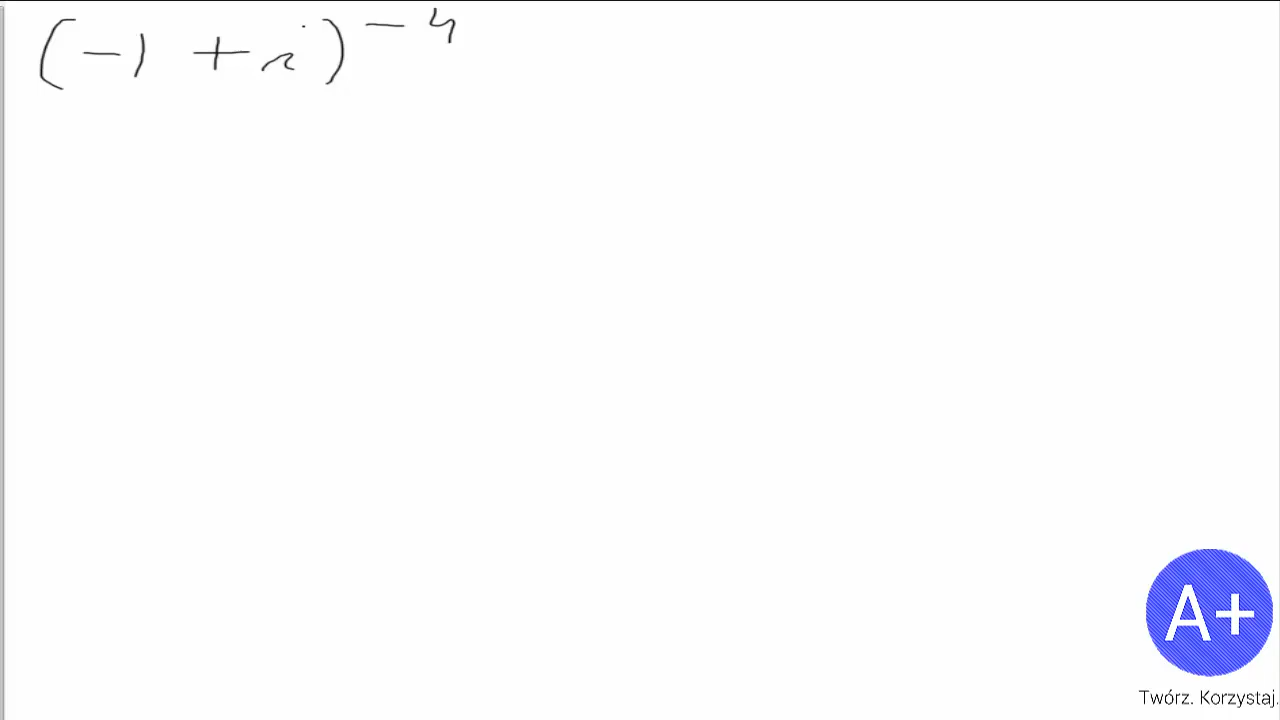 (-1 + i)^{-4}
A+
Twórz. Korzystaj.